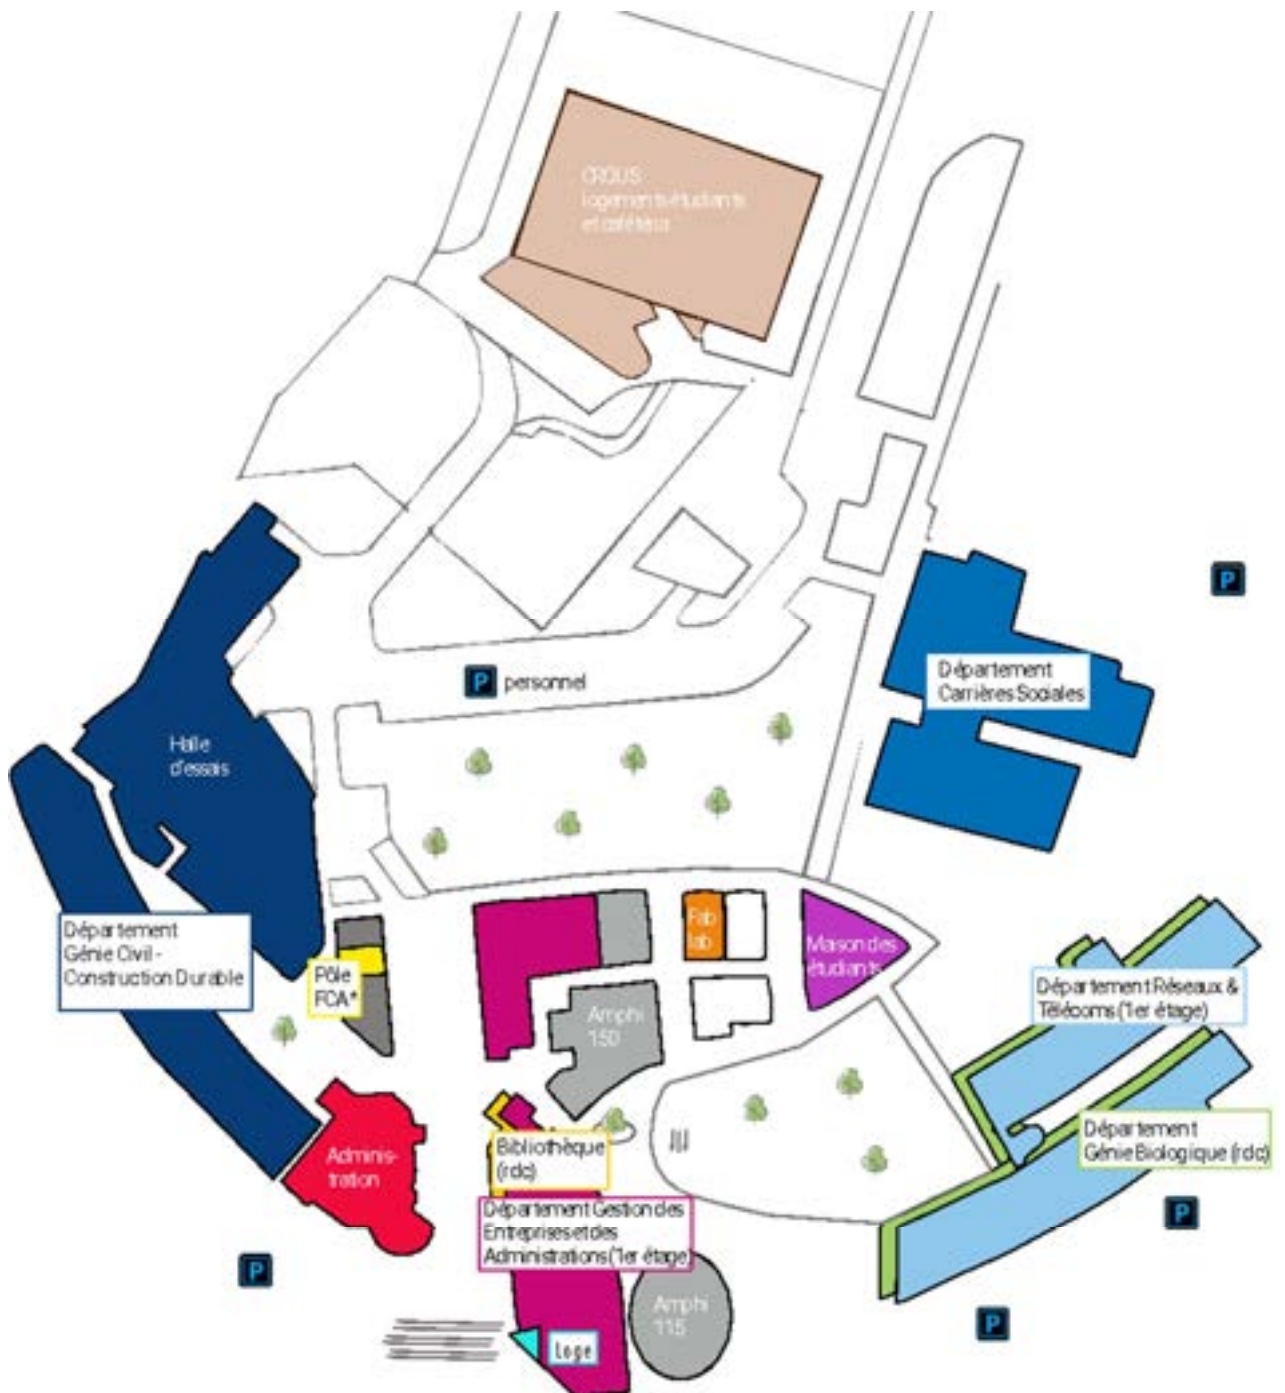 CROUS
logements étudiants
et cafétéria
P
P personnel
Département
Carrières Sociales
Halle
d'essais
Département
Génie Civil -
Construction Durable
Pôle
FCA*
Fab
lab
Maison des
étudiants
Amphi
150
Département Réseaux &
Télécoms (1er étage)
Adminis-
tration
Bibliothèque
(rdc)
Département
Génie Biologique (rdc)
Département Gestion des
Entreprises et des
Administrations (1er étage)
P
P
P
Amphi
115
Loge